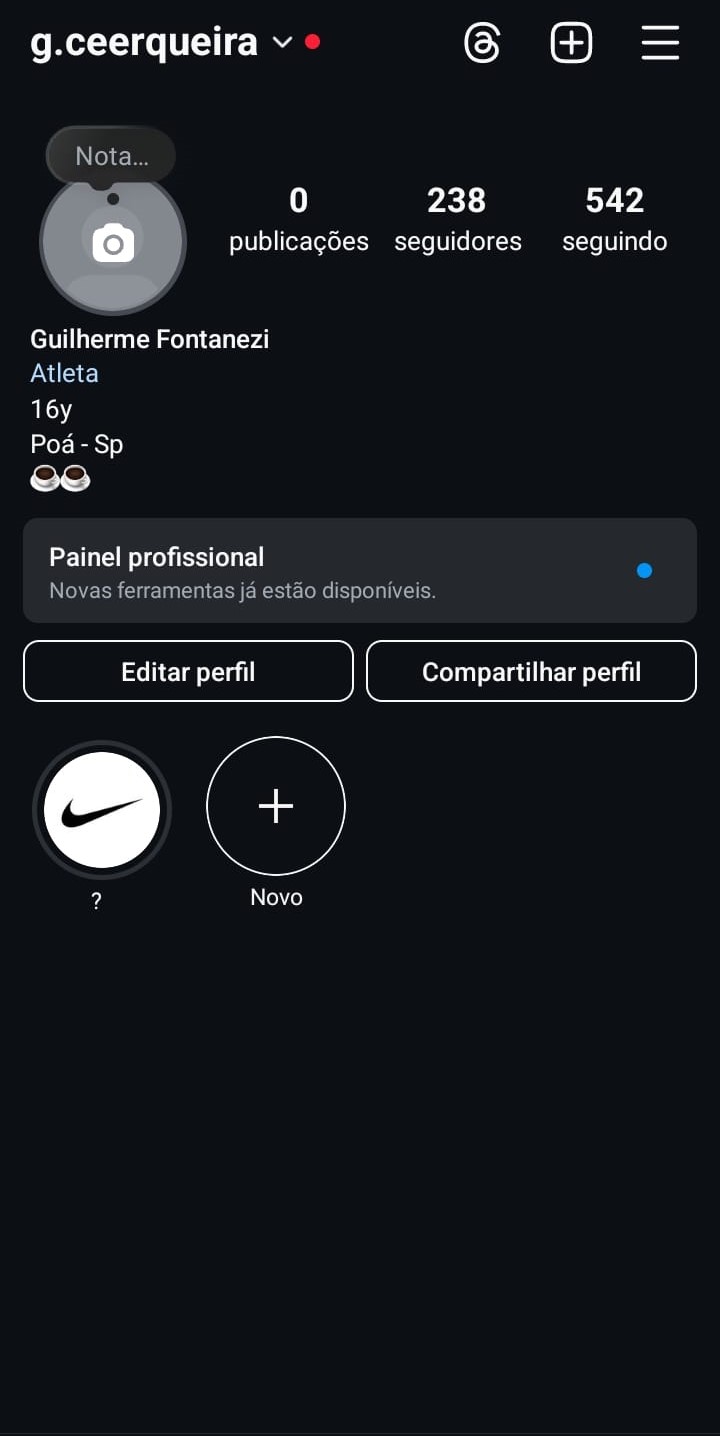 g.ceerqueira
Nota...
0 238 542
publicações seguidores seguindo
Guilherme Fontanezi
Atleta
16y
Poá - Sp
☕☕
Painel profissional
Novas ferramentas já estão disponíveis.
Editar perfil Compartilhar perfil
? Novo